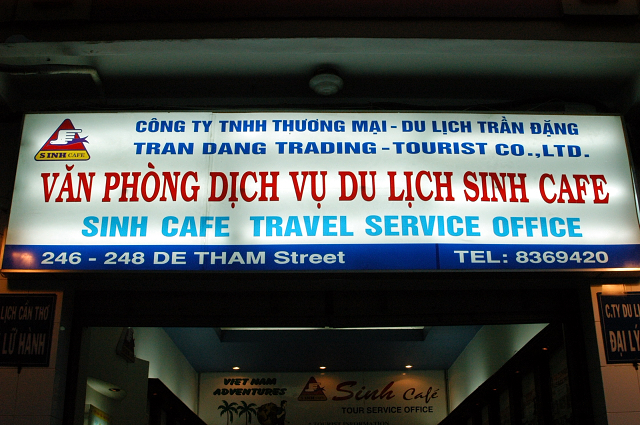 SINH CAFE
CÔNG TY TNHH THƯƠNG MẠI - DU LỊCH TRẦN ĐẶNG
TRAN DANG TRADING - TOURIST CO.,LTD.
VĂN PHÒNG DỊCH VỤ DU LỊCH SINH CAFE
SINH CAFE TRAVEL SERVICE OFFICE
246 - 248 DE THAM Street
TEL: 8369420
LỊCH CẦN THƠ
LỮ HÀNH
C.TY DU L
ĐẠI LÝ
VIET NAM
ADVENTURES
Sinh Café
TOUR SERVICE OFFICE